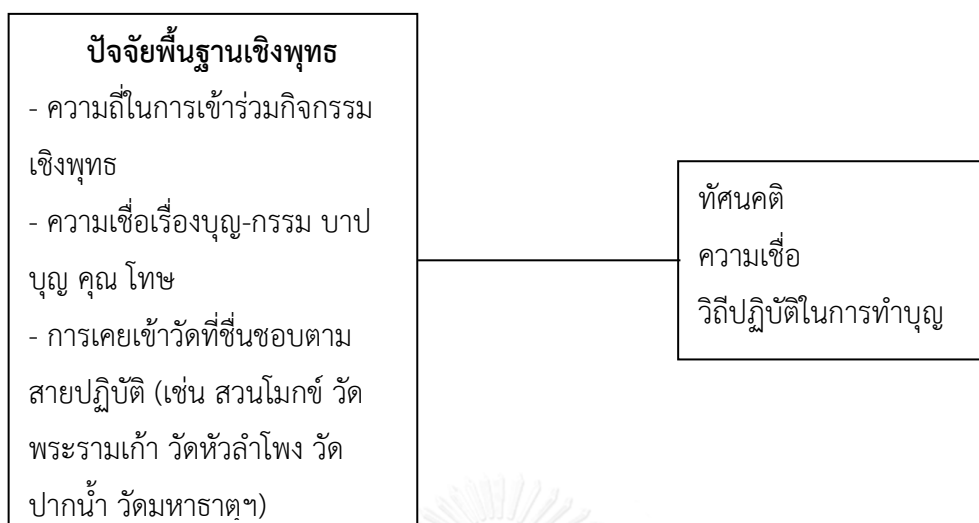 ปัจจัยพื้นฐานเชิงพุทธ
- ความถี่ในการเข้าร่วมกิจกรรม
เชิงพุทธ
- ความเชื่อเรื่องบุญ-กรรม บาป
บุญ คุณ โทษ
- การเคยเข้าวัดที่ชื่นชอบตาม
สายปฏิบัติ (เช่น สวนโมกข์ วัด
พระรามเก้า วัดหัวลำโพง วัด
ปากน้ำ วัดมหาธาตุฯ)
ทัศนคติ
ความเชื่อ
วิถีปฏิบัติในการทำบุญ